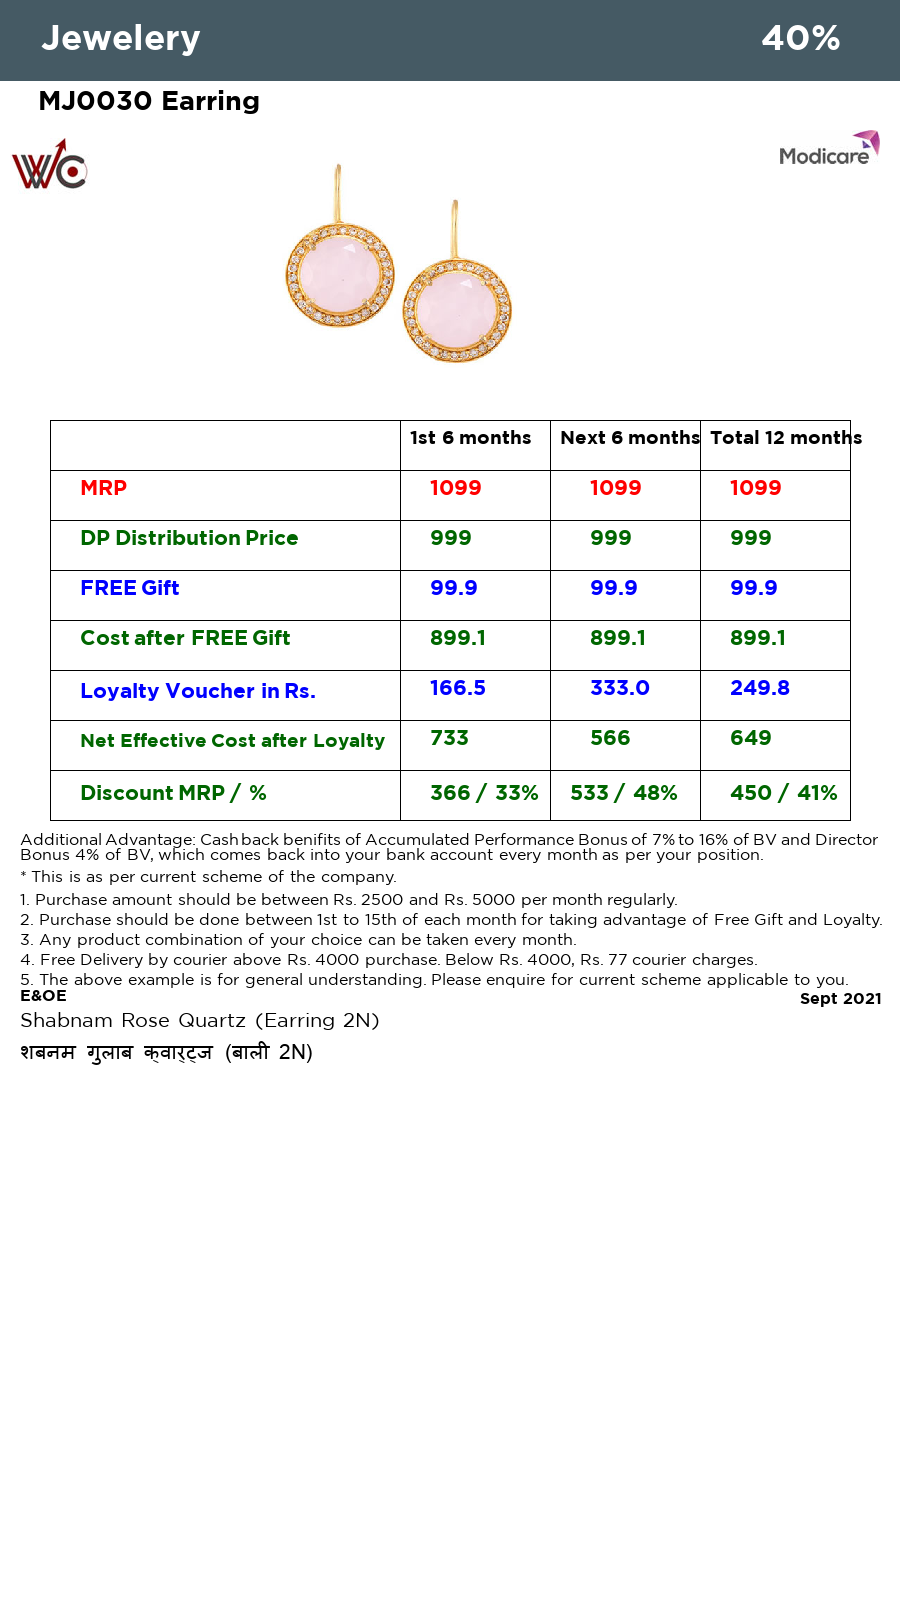 Jewelery 40%
MJ0030 Earring
WC
Modicare
1st 6 months Next 6 months Total 12 months
MRP 1099 1099 1099
DP Distribution Price 999 999 999
FREE Gift 99.9 99.9 99.9
Cost after FREE Gift 899.1 899.1 899.1
Loyalty Voucher in Rs. 166.5 333.0 249.8
Net Effective Cost after Loyalty 733 566 649
Discount MRP / % 366 / 33% 533 / 48% 450 / 41%
Additional Advantage: Cashback benifits of Accumulated Performance Bonus of 7% to 16% of BV and Director
Bonus 4% of BV, which comes back into your bank account every month as per your position.
* This is as per current scheme of the company.
1. Purchase amount should be between Rs. 2500 and Rs. 5000 per month regularly.
2. Purchase should be done between 1st to 15th of each month for taking advantage of Free Gift and Loyalty.
3. Any product combination of your choice can be taken every month.
4. Free Delivery by courier above Rs. 4000 purchase. Below Rs. 4000, Rs. 77 courier charges.
5. The above example is for general understanding. Please enquire for current scheme applicable to you.
E&OE Sept 2021
Shabnam Rose Quartz (Earring 2N)
शबनम गुलाब क्वार्ट्ज (बाली 2N)